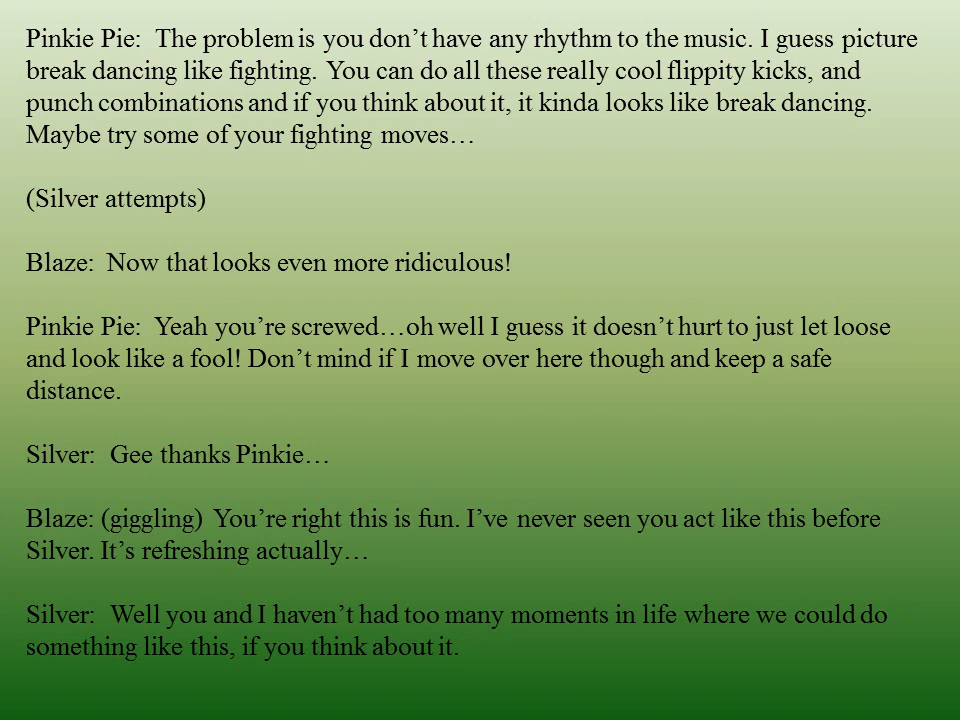 Pinkie Pie:  The problem is you don’t have any rhythm to the music. I guess picture
break dancing like fighting. You can do all these really cool flippity kicks, and
punch combinations and if you think about it, it kinda looks like break dancing.
Maybe try some of your fighting moves…
(Silver attempts)
Blaze:  Now that looks even more ridiculous!
Pinkie Pie:  Yeah you’re screwed…oh well I guess it doesn’t hurt to just let loose
and look like a fool! Don’t mind if I move over here though and keep a safe
distance.
Silver:  Gee thanks Pinkie…
Blaze: (giggling)  You’re right this is fun. I’ve never seen you act like this before
Silver. It’s refreshing actually…
Silver:  Well you and I haven’t had too many moments in life where we could do
something like this, if you think about it.